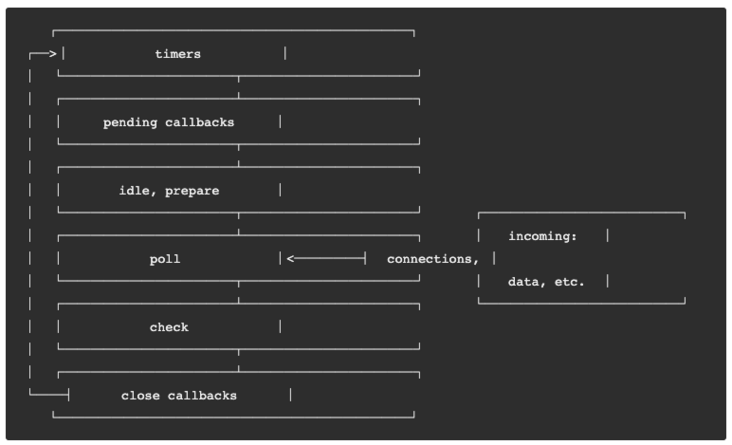 timers
pending callbacks
idle, prepare
incoming:
poll
connections,
data, etc.
check
close callbacks